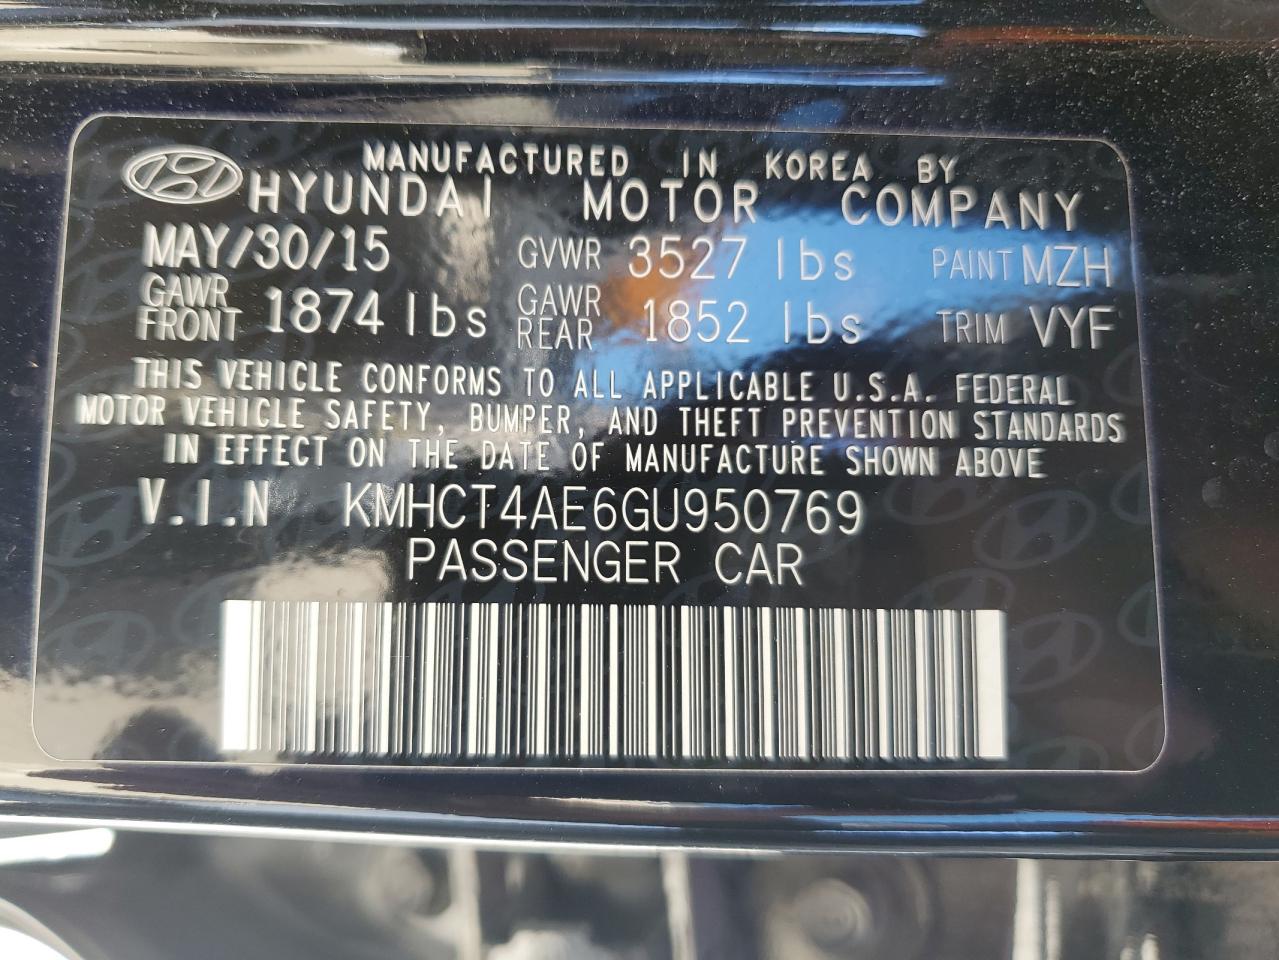 MANUFACTURED IN KOREA BY
HYUNDAI MOTOR COMPANY
MAY/30/15 GVWR 3527 lbs PAINT MZH
GAWR FRONT 1874 lbs GAWR REAR 1852 lbs TRIM VYF
THIS VEHICLE CONFORMS TO ALL APPLICABLE U.S.A. FEDERAL
MOTOR VEHICLE SAFETY, BUMPER, AND THEFT PREVENTION STANDARDS
IN EFFECT ON THE DATE OF MANUFACTURE SHOWN ABOVE
V.I.N KMHCT4AE6GU950769
PASSENGER CAR